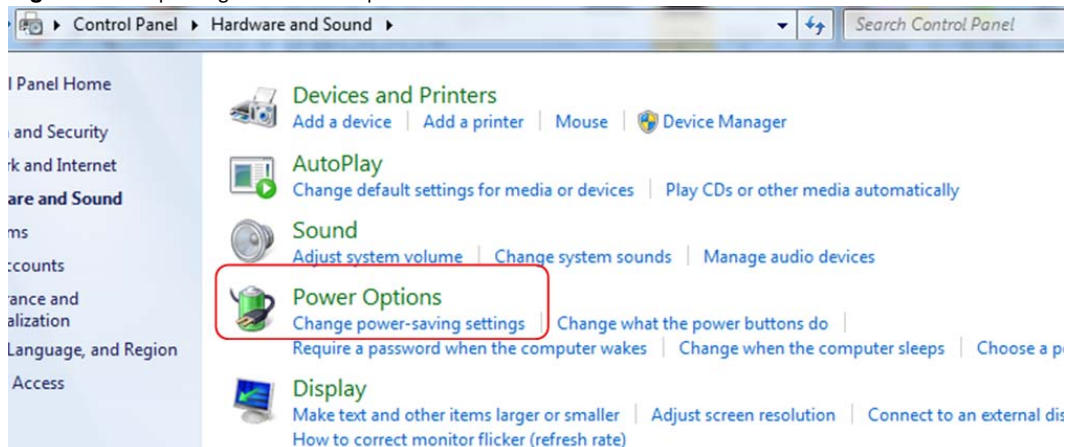 Control Panel ▸ Hardware and Sound ▸
Search Control Panel
l Panel Home
and Security
rk and Internet
are and Sound
ms
ccounts
rance and
alization
Language, and Region
Access
Devices and Printers
Add a device | Add a printer | Mouse | Device Manager
AutoPlay
Change default settings for media or devices | Play CDs or other media automatically
Sound
Adjust system volume | Change system sounds | Manage audio devices
Power Options
Change power-saving settings | Change what the power buttons do |
Require a password when the computer wakes | Change when the computer sleeps | Choose a p
Display
Make text and other items larger or smaller | Adjust screen resolution | Connect to an external dis
How to correct monitor flicker (refresh rate)